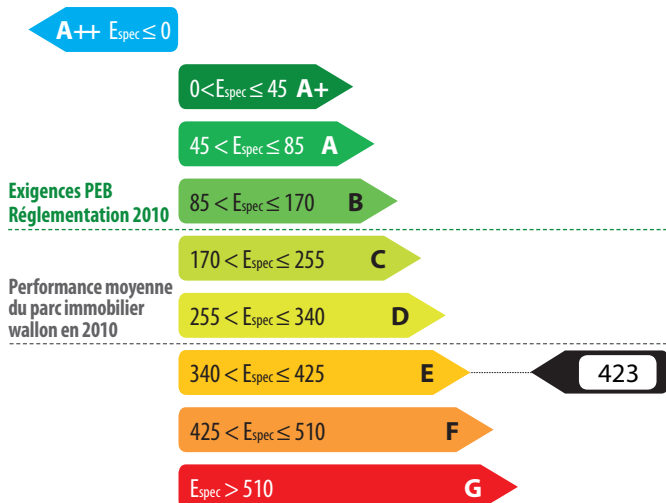 A++ Espec ≤ 0
0<Espec ≤ 45 A+
45 < Espec ≤ 85 A
Exigences PEB
Réglementation 2010
85 < Espec ≤ 170 B
170 < Espec ≤ 255 C
Performance moyenne
du parc immobilier
wallon en 2010
255 < Espec ≤ 340 D
340 < Espec ≤ 425 E
423
425 < Espec ≤ 510 F
Espec > 510 G